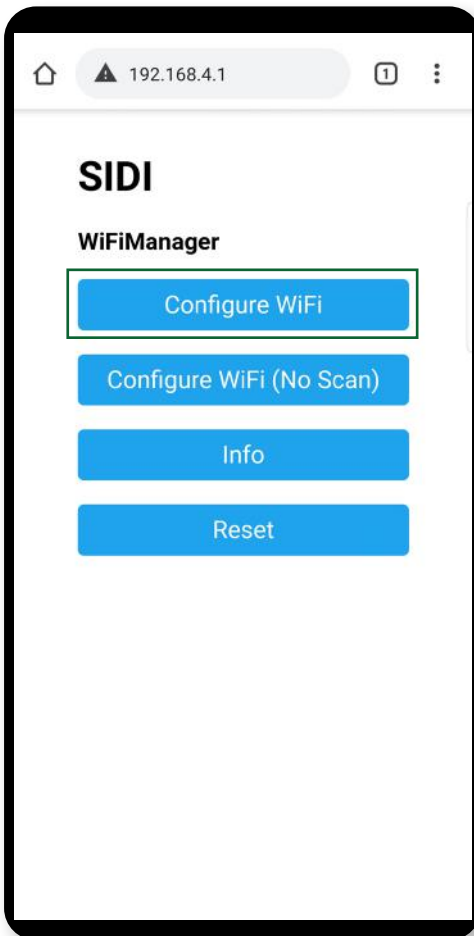 192.168.4.1
1
SIDI
WiFiManager
Configure WiFi
Configure WiFi (No Scan)
Info
Reset